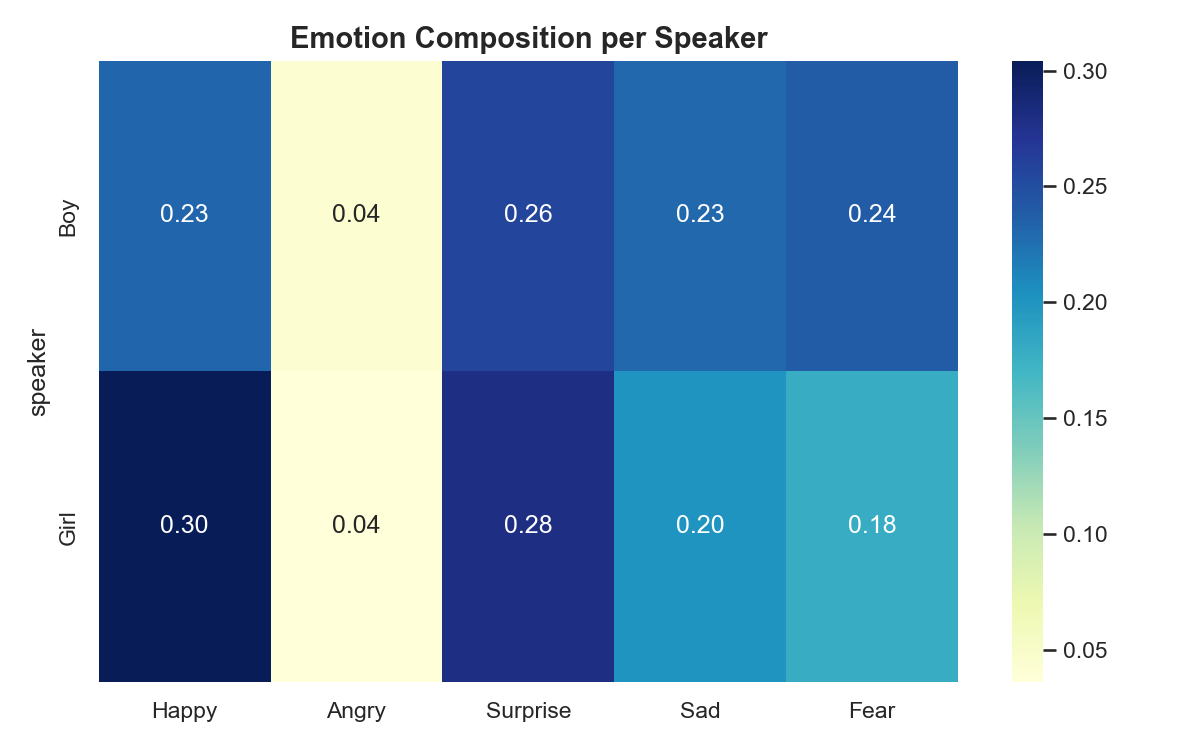 Emotion Composition per Speaker
speaker
Boy
0.23 0.04 0.26 0.23 0.24
Girl
0.30 0.04 0.28 0.20 0.18
Happy Angry Surprise Sad Fear
0.30
0.25
0.20
0.15
0.10
0.05